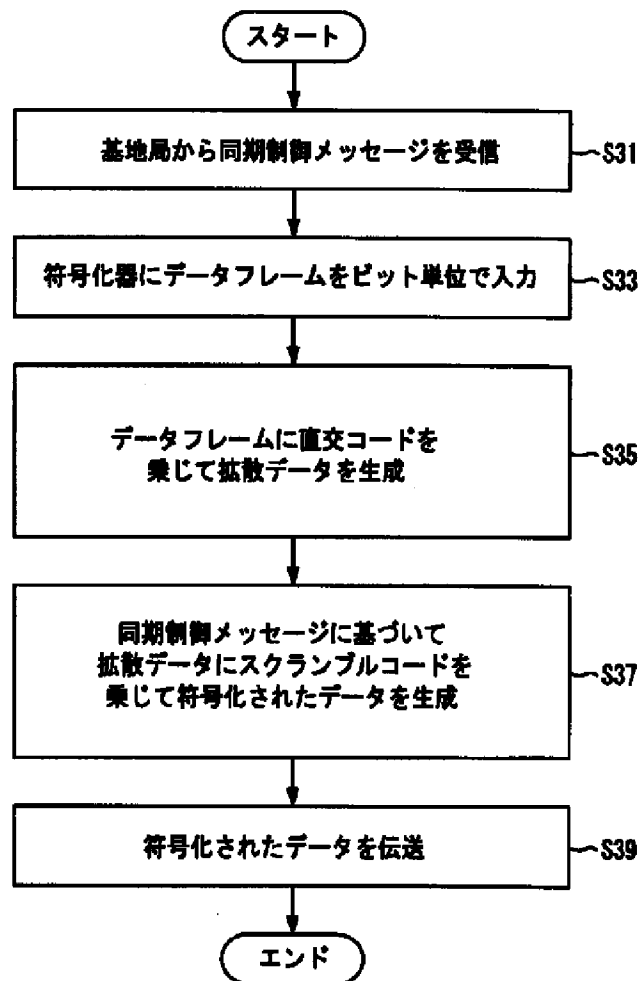 スタート
基地局から同期制御メッセージを受信
S31
符号化器にデータフレームをビット単位で入力
S33
データフレームに直交コードを
乗じて拡散データを生成
S35
同期制御メッセージに基づいて
拡散データにスクランブルコードを
乗じて符号化されたデータを生成
S37
符号化されたデータを伝送
S39
エンド